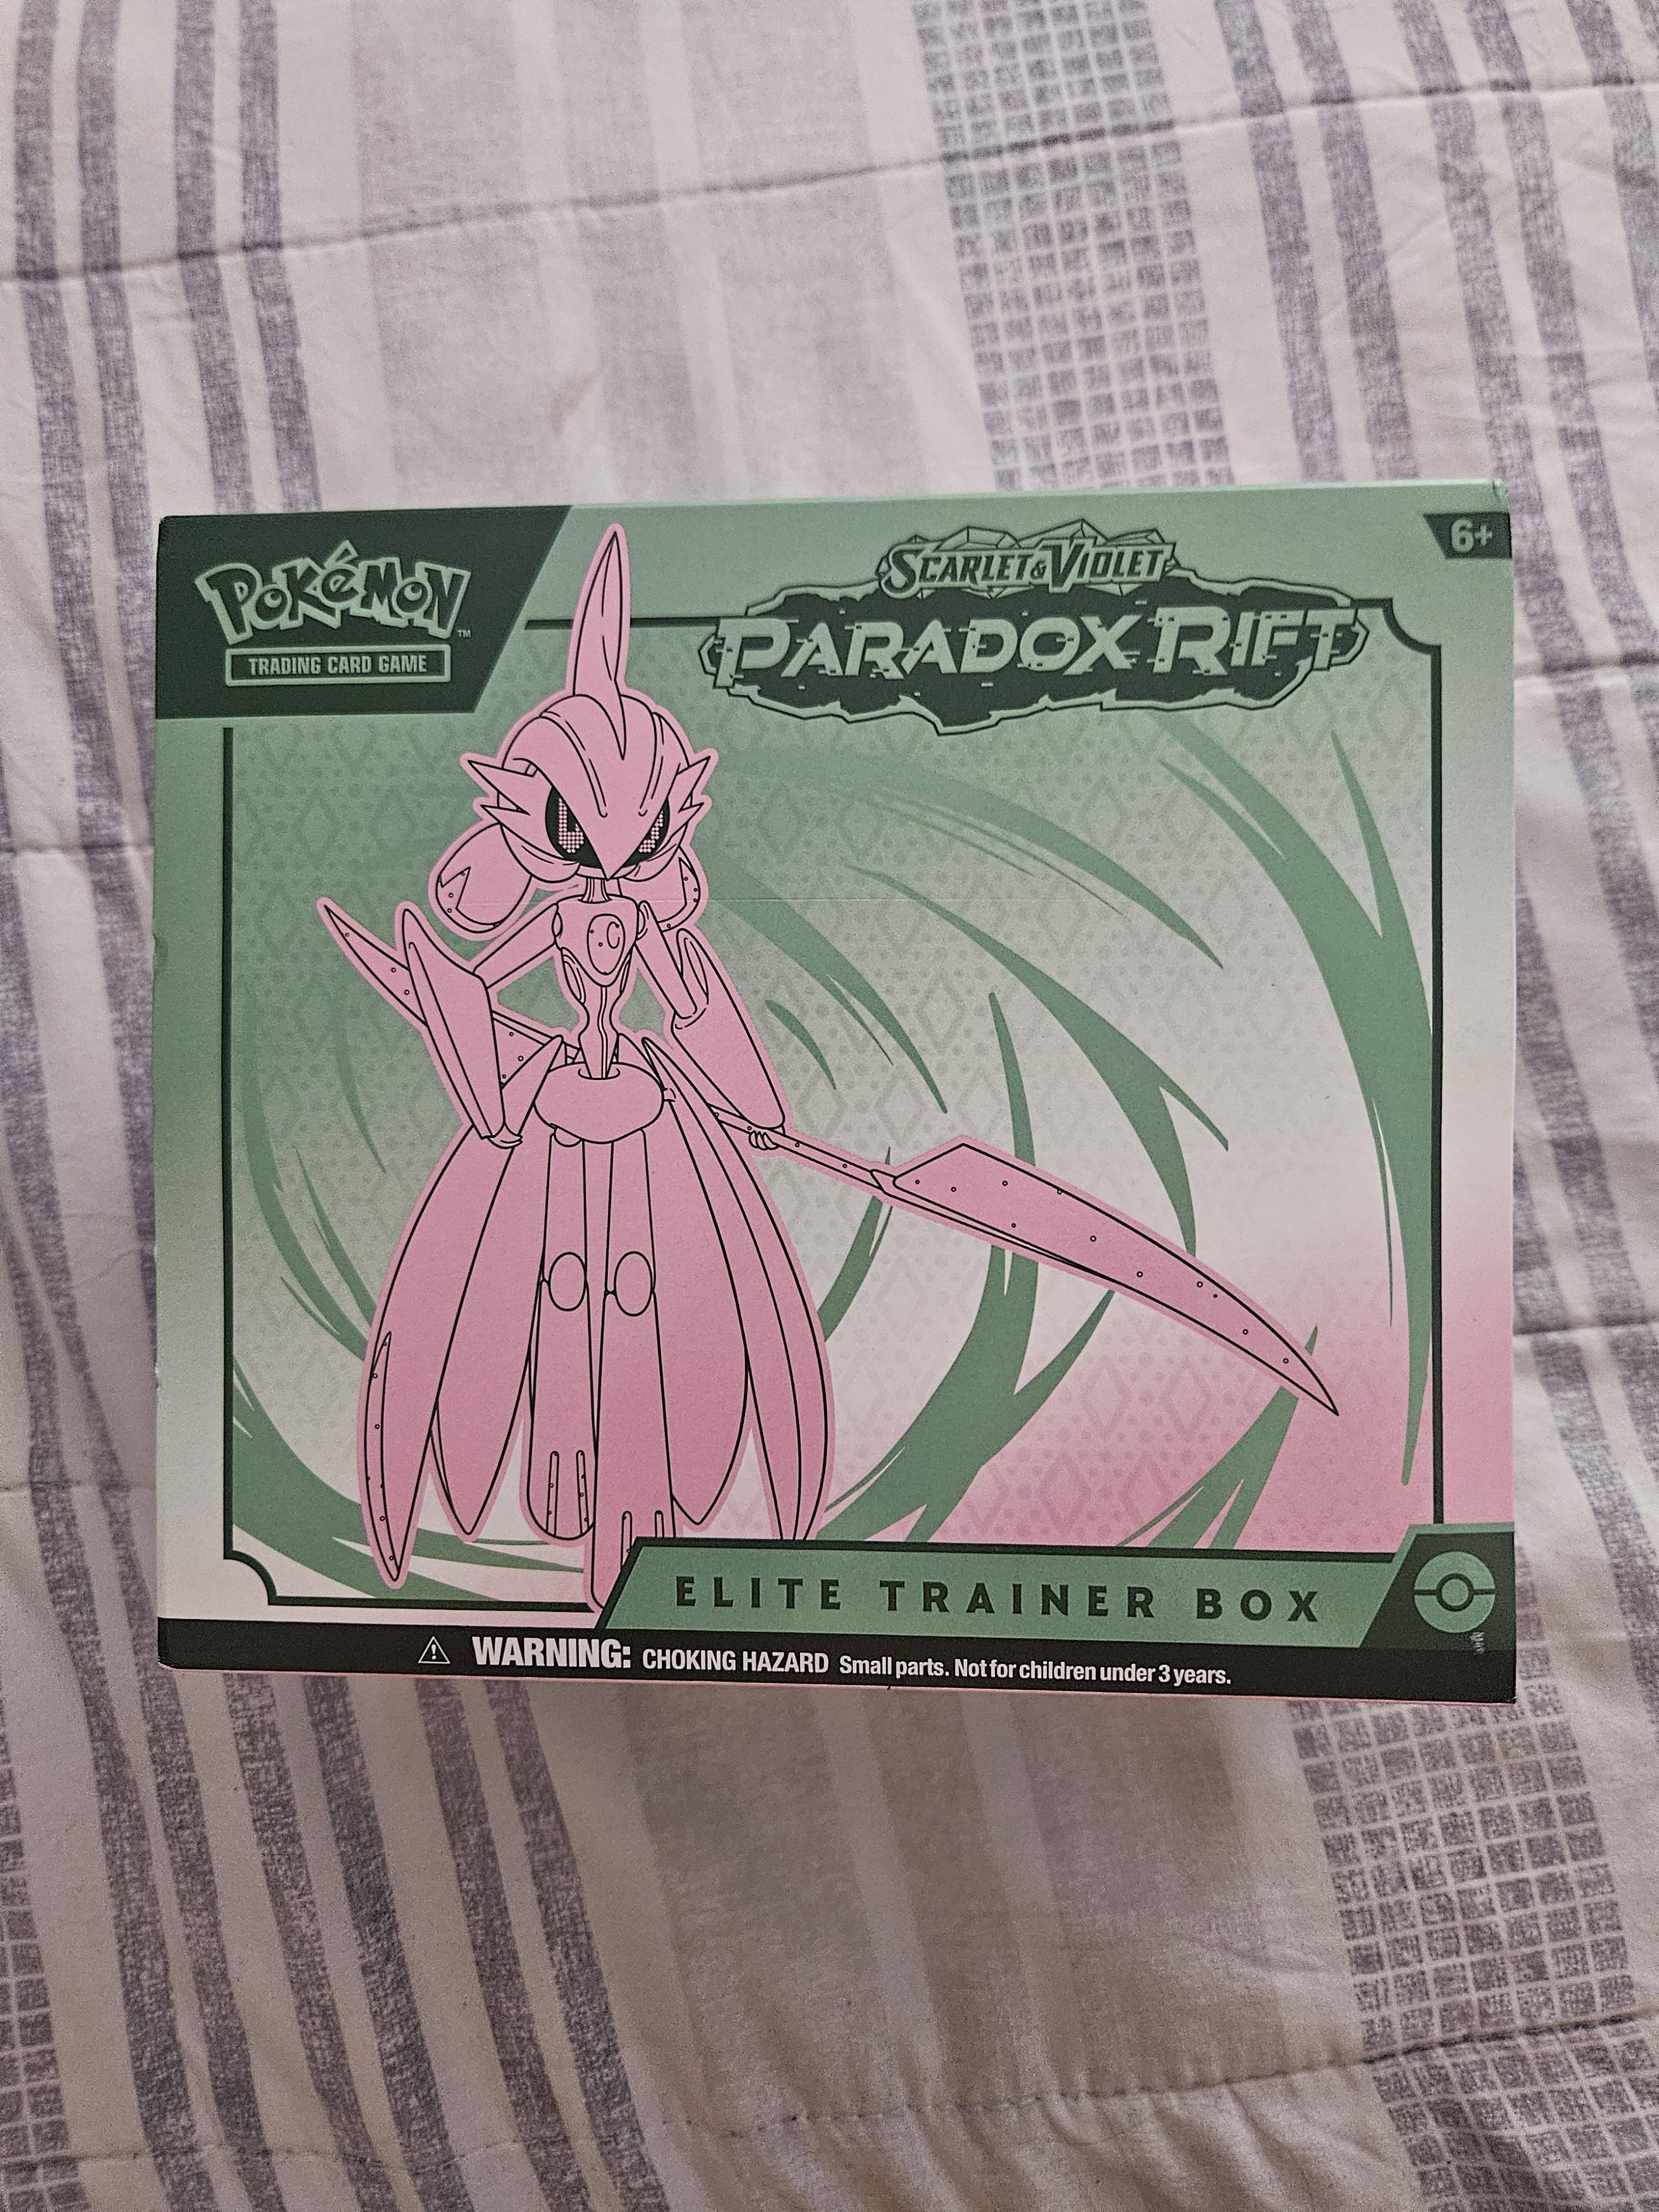 Pokémon™
TRADING CARD GAME
SCARLET & VIOLET
PARADOX RIFT
6+
ELITE TRAINER BOX
WARNING: CHOKING HAZARD Small parts. Not for children under 3 years.